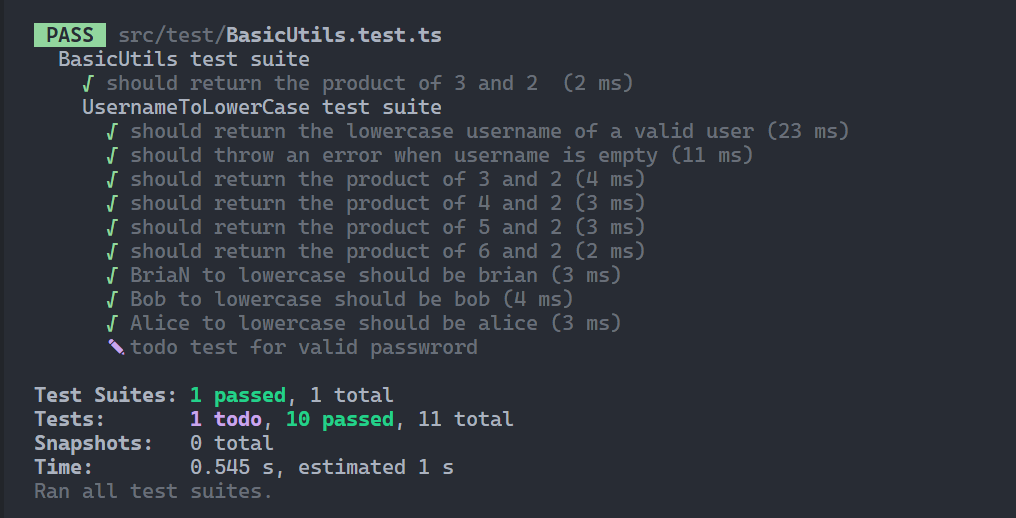 PASS src/test/BasicUtils.test.ts
BasicUtils test suite
√ should return the product of 3 and 2 (2 ms)
UsernameToLowerCase test suite
√ should return the lowercase username of a valid user (23 ms)
√ should throw an error when username is empty (11 ms)
√ should return the product of 3 and 2 (4 ms)
√ should return the product of 4 and 2 (3 ms)
√ should return the product of 5 and 2 (3 ms)
√ should return the product of 6 and 2 (2 ms)
√ BriaN to lowercase should be brian (3 ms)
√ Bob to lowercase should be bob (4 ms)
√ Alice to lowercase should be alice (3 ms)
✎ todo test for valid passwrord
Test Suites: 1 passed, 1 total
Tests: 1 todo, 10 passed, 11 total
Snapshots: 0 total
Time: 0.545 s, estimated 1 s
Ran all test suites.